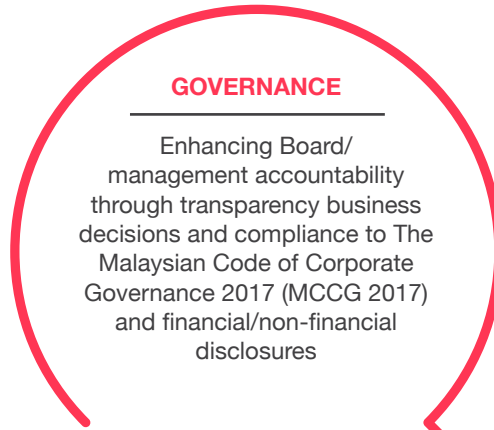 GOVERNANCE
Enhancing Board/
management accountability
through transparency business
decisions and compliance to The
Malaysian Code of Corporate
Governance 2017 (MCCG 2017)
and financial/non-financial
disclosures